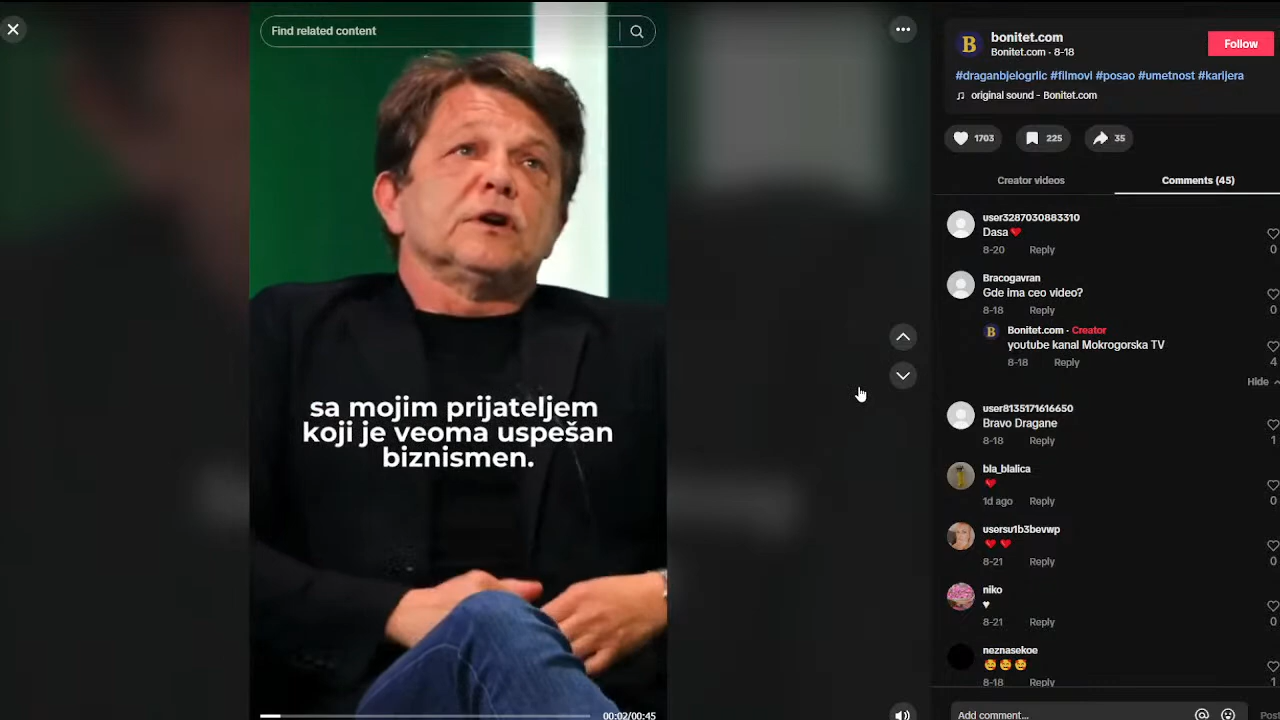 Find related content
sa mojim prijateljem
koji je veoma uspešan
biznismen.
00:02/00:45
B
bonitet.com
Bonitet.com · 8-18
Follow
#draganbjelogrlic #filmovi #posao #umetnost #karijera
original sound - Bonitet.com
1703
225
35
Creator videos
Comments (45)
user3287030883310
Dasa
8-20 Reply
0
Bracogavran
Gde ima ceo video?
8-18 Reply
0
B
Bonitet.com · Creator
youtube kanal Mokrogorska TV
8-18 Reply
4
Hide
user8135171616650
Bravo Dragane
8-18 Reply
1
bla_blalica
1d ago Reply
0
usersu1b3bevwp
8-21 Reply
0
niko
8-21 Reply
0
neznasekoe
8-18 Reply
1
Add comment...
Post